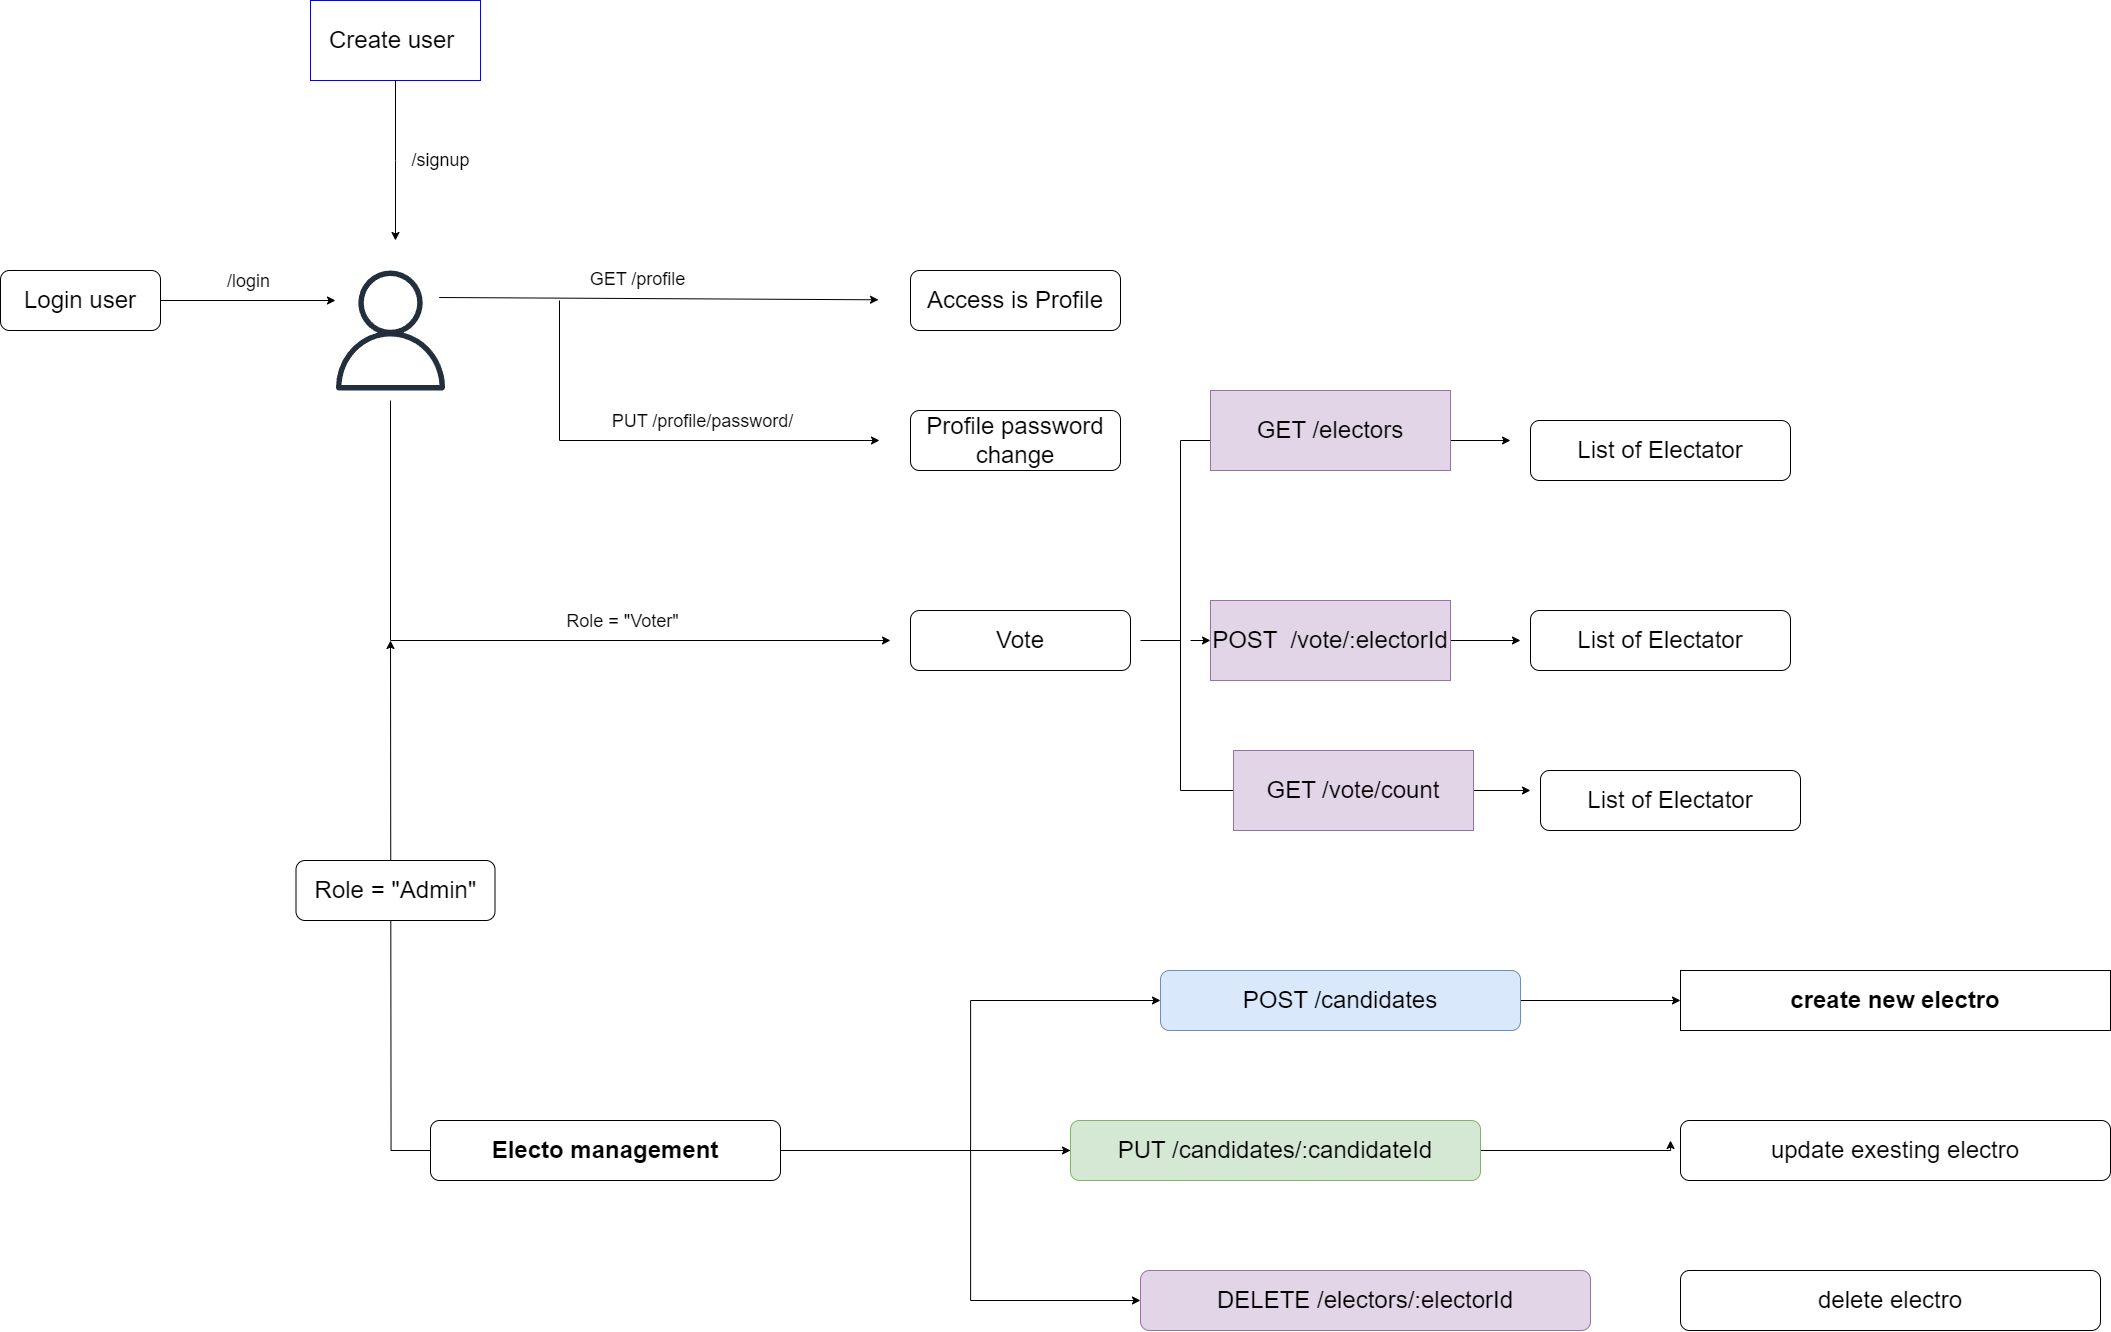 Create user
/signup
Login user
/login
GET /profile
Access is Profile
PUT /profile/password/
Profile password
change
GET /electors
List of Electator
Role = "Voter"
Vote
POST  /vote/:electorId
List of Electator
GET /vote/count
List of Electator
Role = "Admin"
POST /candidates
create new electro
Electo management
PUT /candidates/:candidateId
update exesting electro
DELETE /electors/:electorId
delete electro